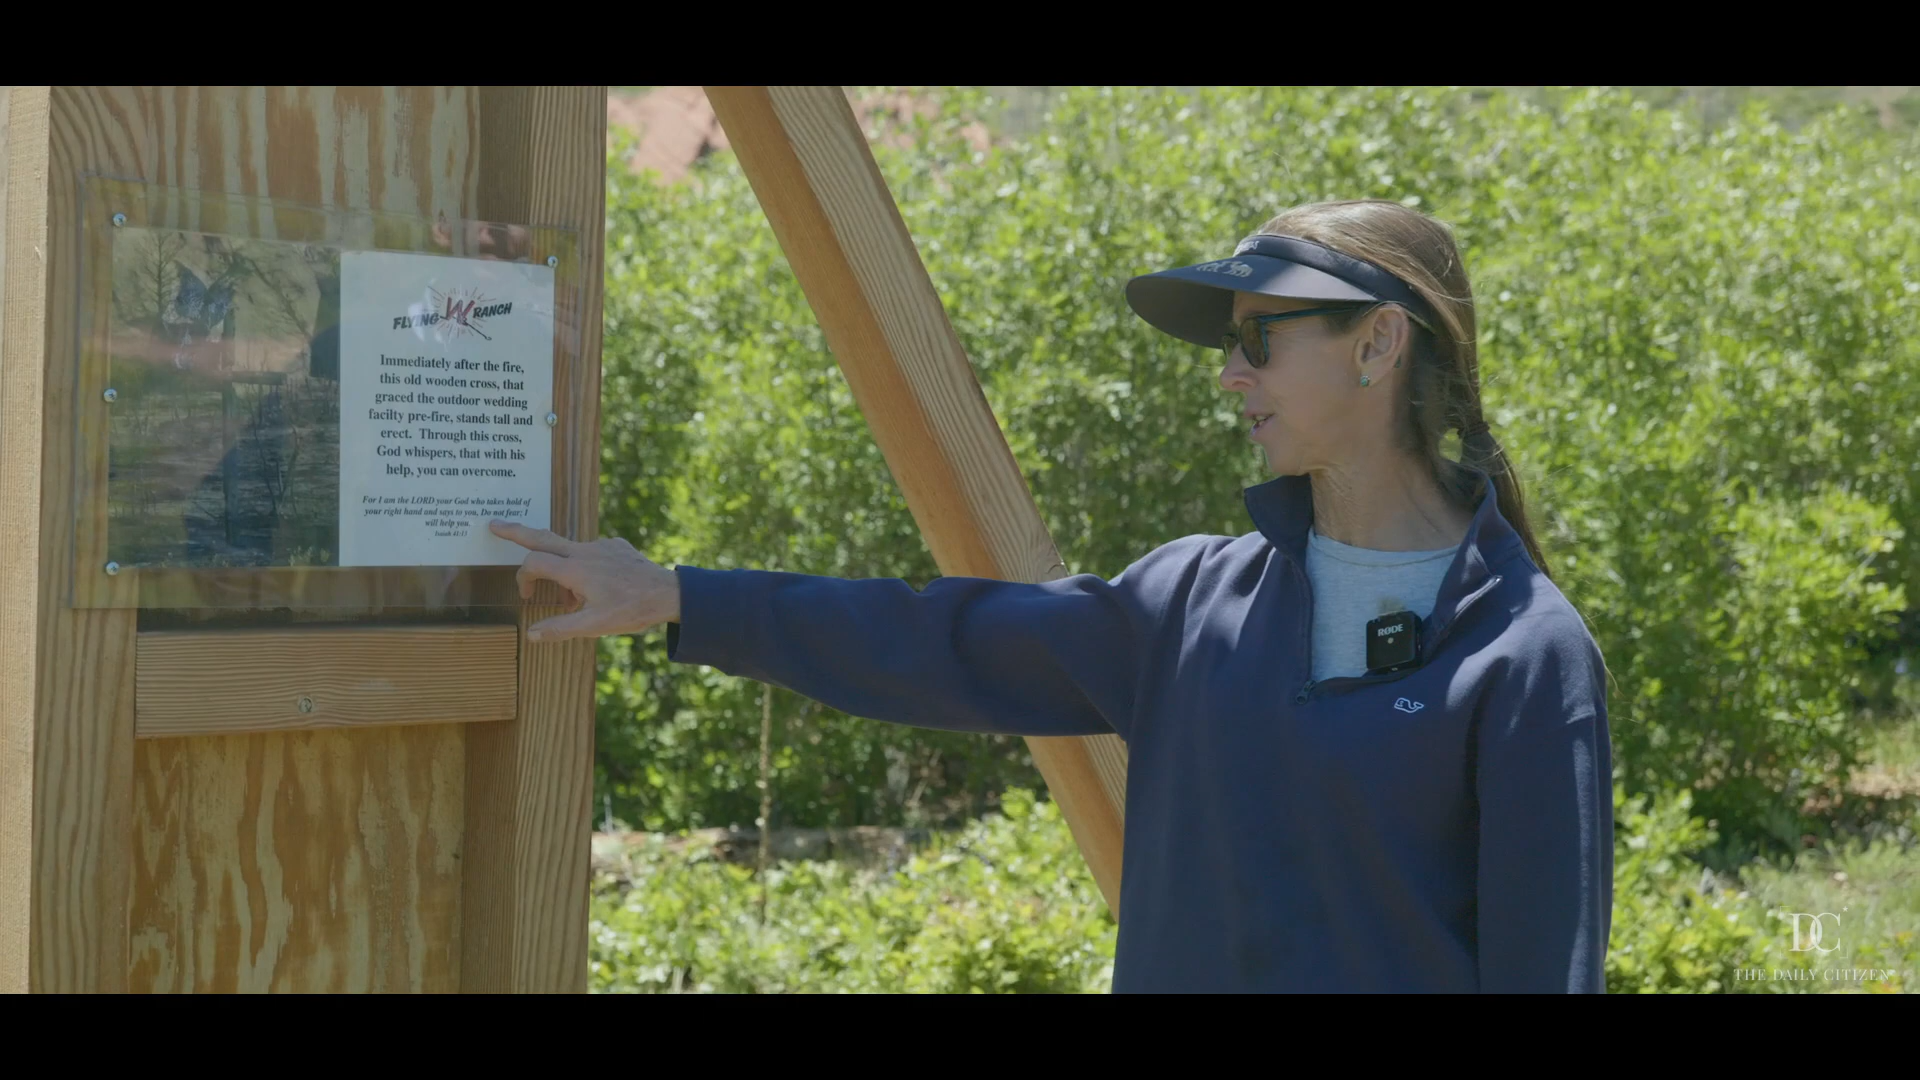 FLYING W RANCH
Immediately after the fire,
this old wooden cross, that
graced the outdoor wedding
facilty pre-fire, stands tall and
erect. Through this cross,
God whispers, that with his
help, you can overcome.
For I am the LORD your God who takes hold of
your right hand and says to you, Do not fear; I
will help you.
Isaiah 41:13
RØDE
DC
THE DAILY CITIZEN